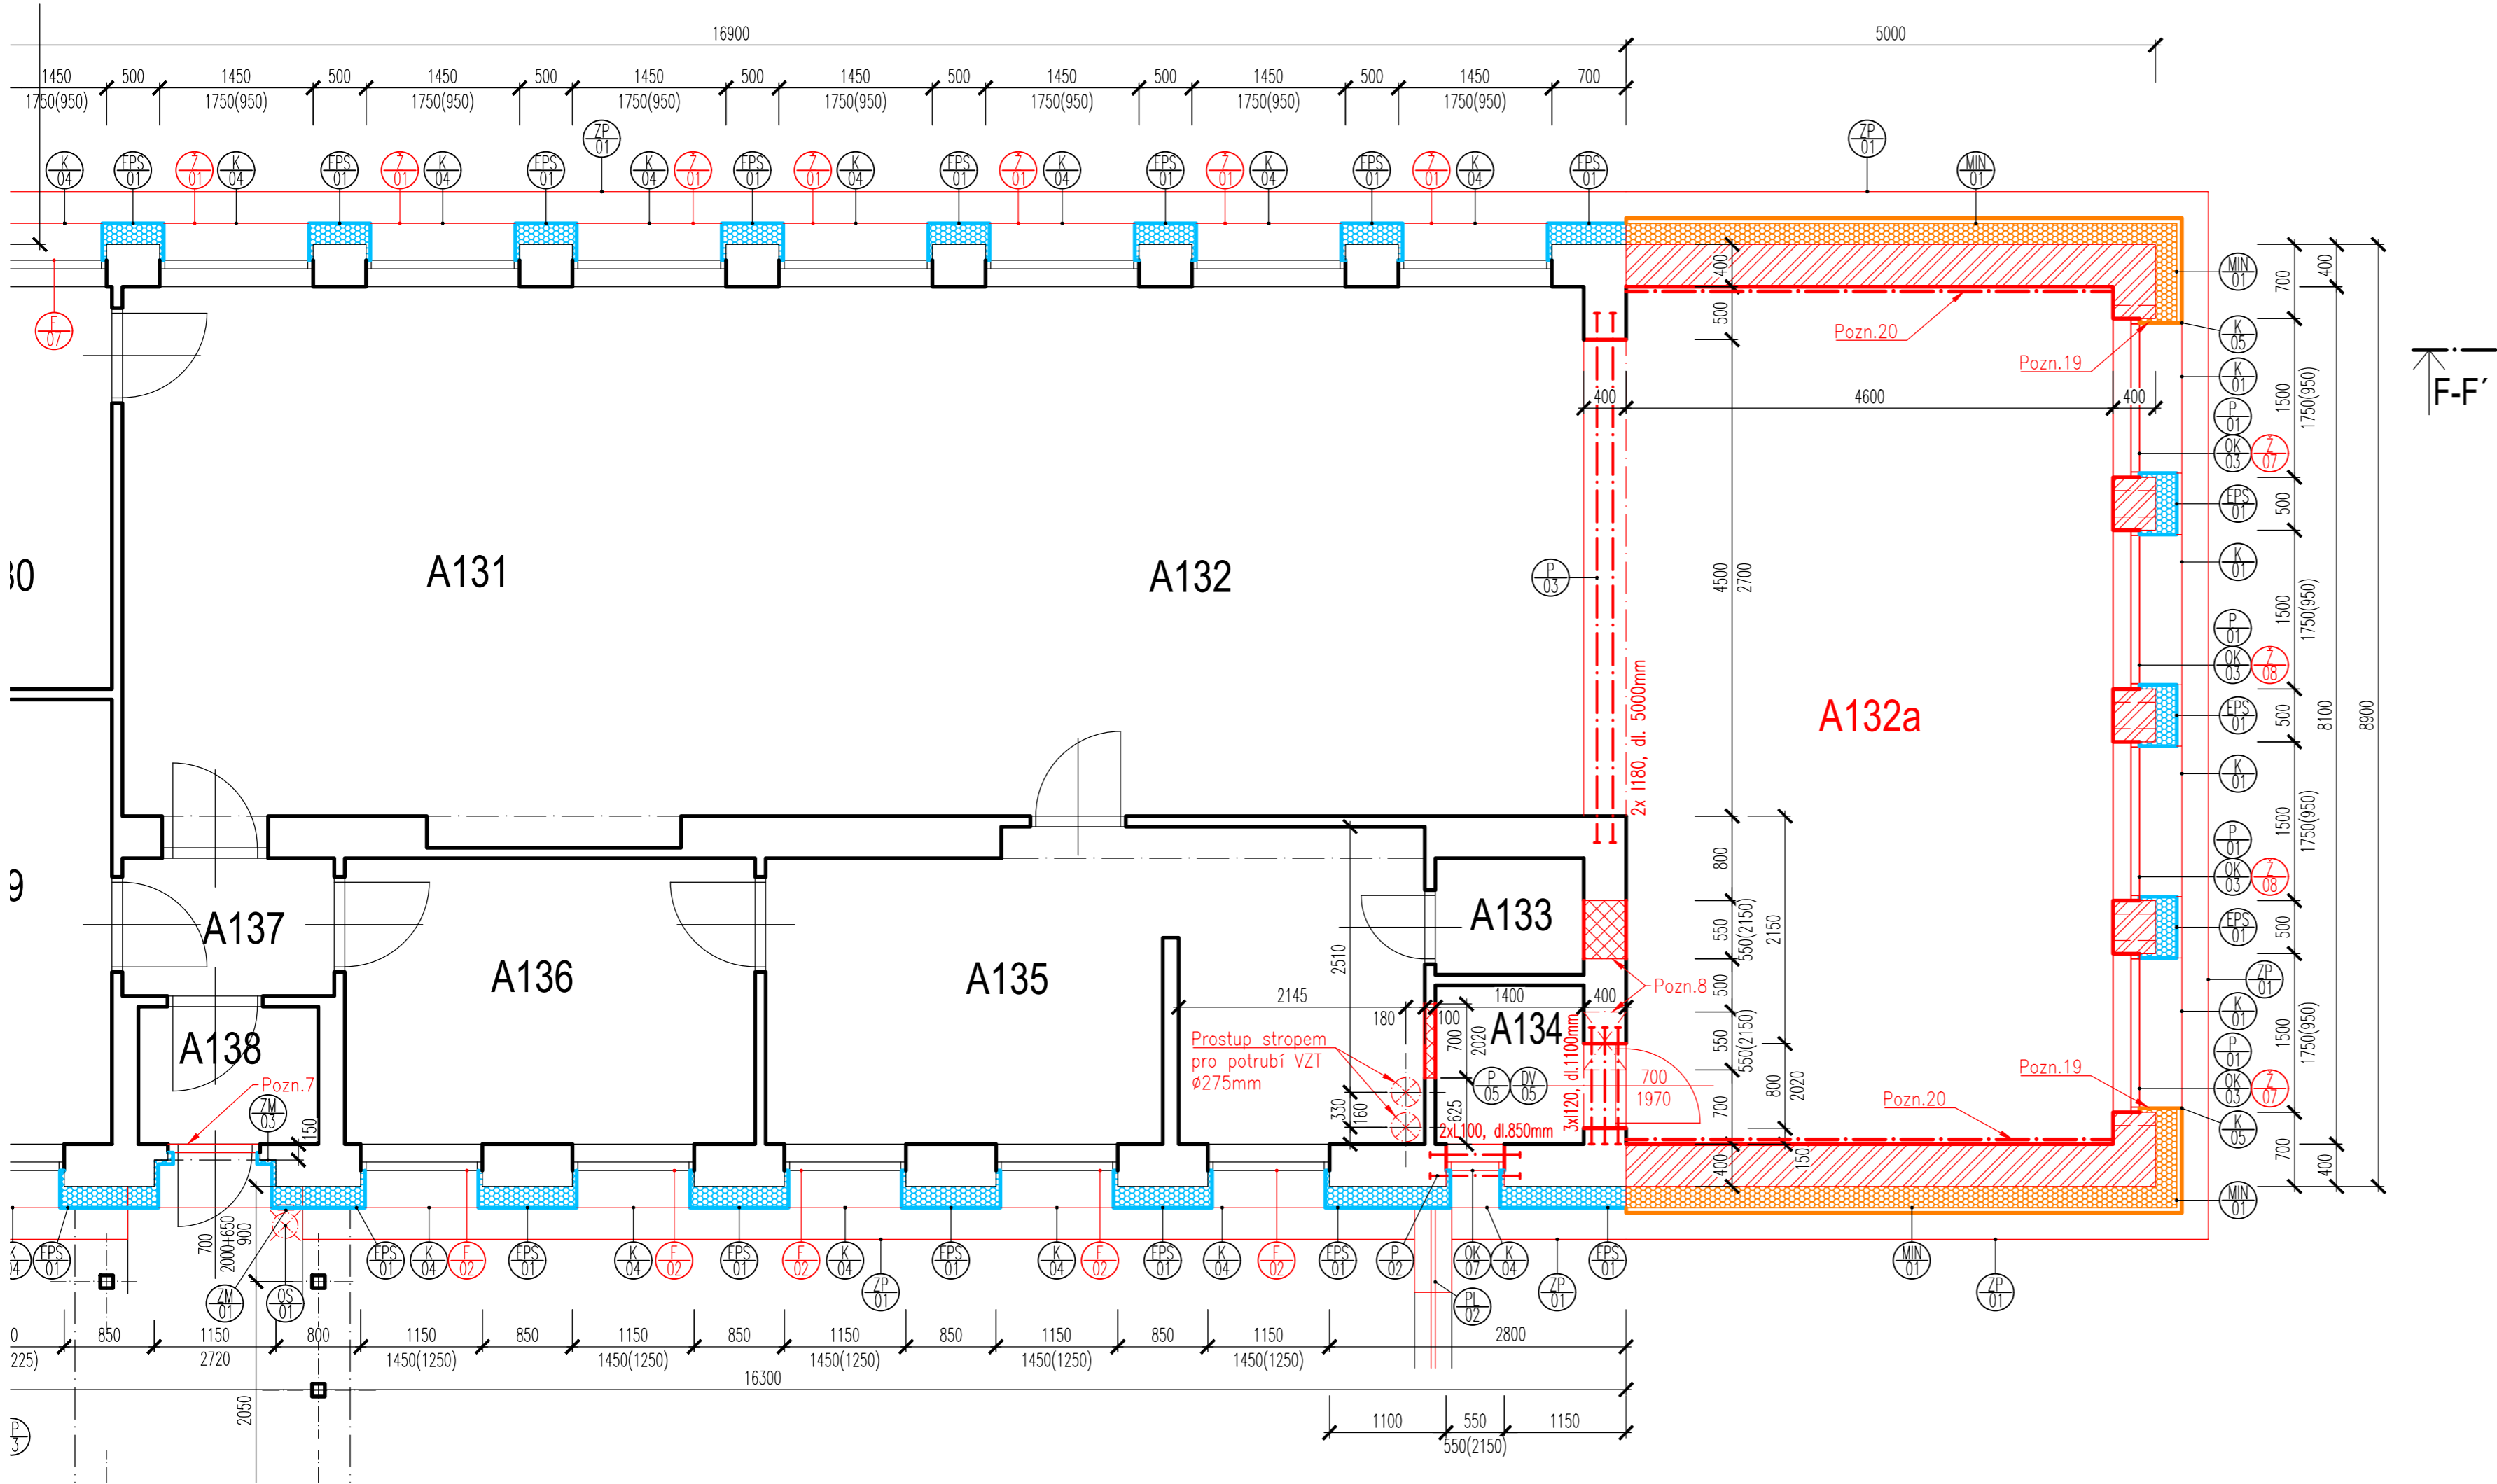 16900
5000
1450
500
1450
500
1450
500
1450
500
1450
500
1450
500
1450
500
1450
700
1750(950)
1750(950)
1750(950)
1750(950)
1750(950)
1750(950)
1750(950)
1750(950)
ZP
01
ZP
01
K
04
EPS
01
Ž
01
K
04
EPS
01
Ž
01
K
04
EPS
01
K
04
Ž
01
EPS
01
Ž
01
K
04
EPS
01
Ž
01
K
04
EPS
01
Ž
01
K
04
EPS
01
Ž
01
K
04
EPS
01
MIN
01
F
07
400
500
Pozn.20
Pozn.19
400
4600
400
MIN
01
700
400
K
05
K
01
1500
1750(950)
P
01
OK
03
Ž
07
EPS
01
500
K
01
1500
1750(950)
P
01
OK
03
Ž
08
EPS
01
500
8100
8900
K
01
1500
1750(950)
P
01
OK
03
Ž
08
EPS
01
500
ZP
01
K
01
1500
1750(950)
P
01
OK
03
Ž
07
K
05
700
400
MIN
01
F-F´
30
A131
A132
P
03
4500
2700
2x I180, dl. 5000mm
A132a
9
A137
A136
A135
A133
A134
A138
800
550
550(2150)
2150
500
550
550(2150)
700
800
2020
150
400
2510
2145
180
100
1400
400
Pozn.8
700
2020
625
330
160
Prostup stropem
pro potrubí VZT
ø275mm
P
05
DV
05
700
1970
3xI120, dl.1100mm
2xL100, dl.850mm
Pozn.19
Pozn.20
Pozn.7
ZM
03
150
700
2000+650
900
2050
K
04
EPS
01
EPS
01
K
04
F
02
EPS
01
K
04
F
02
EPS
01
F
02
K
04
EPS
01
K
04
F
02
EPS
01
K
04
F
02
EPS
01
P
02
OK
07
K
04
EPS
01
MIN
01
ZM
01
OS
01
ZP
01
PL
02
ZP
01
ZP
01
0
850
1150
800
1150
850
1150
850
1150
850
1150
850
1150
2800
225)
2720
1450(1250)
1450(1250)
1450(1250)
1450(1250)
1450(1250)
16300
1100
550
1150
550(2150)
P
3